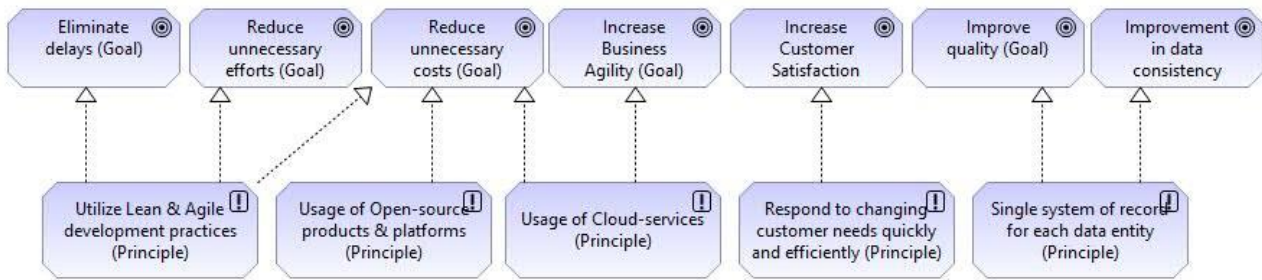 Eliminate
delays (Goal)
Reduce
unnecessary
efforts (Goal)
Reduce
unnecessary
costs (Goal)
Increase
Business
Agility (Goal)
Increase
Customer
Satisfaction
Improve
quality (Goal)
Improvement
in data
consistency
Utilize Lean & Agile
development practices
(Principle)
Usage of Open-source
products & platforms
(Principle)
Usage of Cloud-services
(Principle)
Respond to changing
customer needs quickly
and efficiently (Principle)
Single system of record
for each data entity
(Principle)